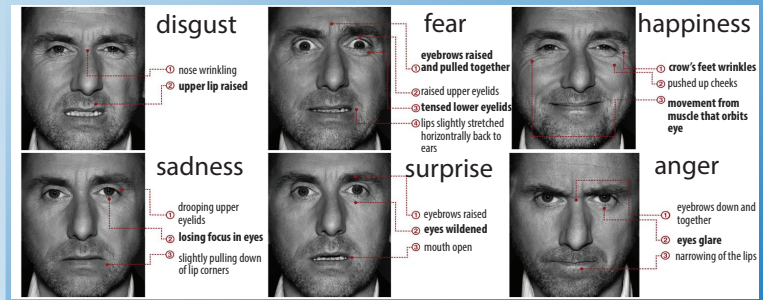 disgust
① nose wrinkling
② upper lip raised
fear
eyebrows raised
① and pulled together
② raised upper eyelids
③ tensed lower eyelids
④ lips slightly stretched
horizontrally back to
ears
happiness
① crow's feet wrinkles
② pushed up cheeks
③ movement from
muscle that orbits
eye
sadness
drooping upper
① eyelids
② losing focus in eyes
③ slightly pulling down
of lip corners
surprise
① eyebrows raised
② eyes wildened
③ mouth open
anger
① eyebrows down and
together
② eyes glare
③ narrowing of the lips